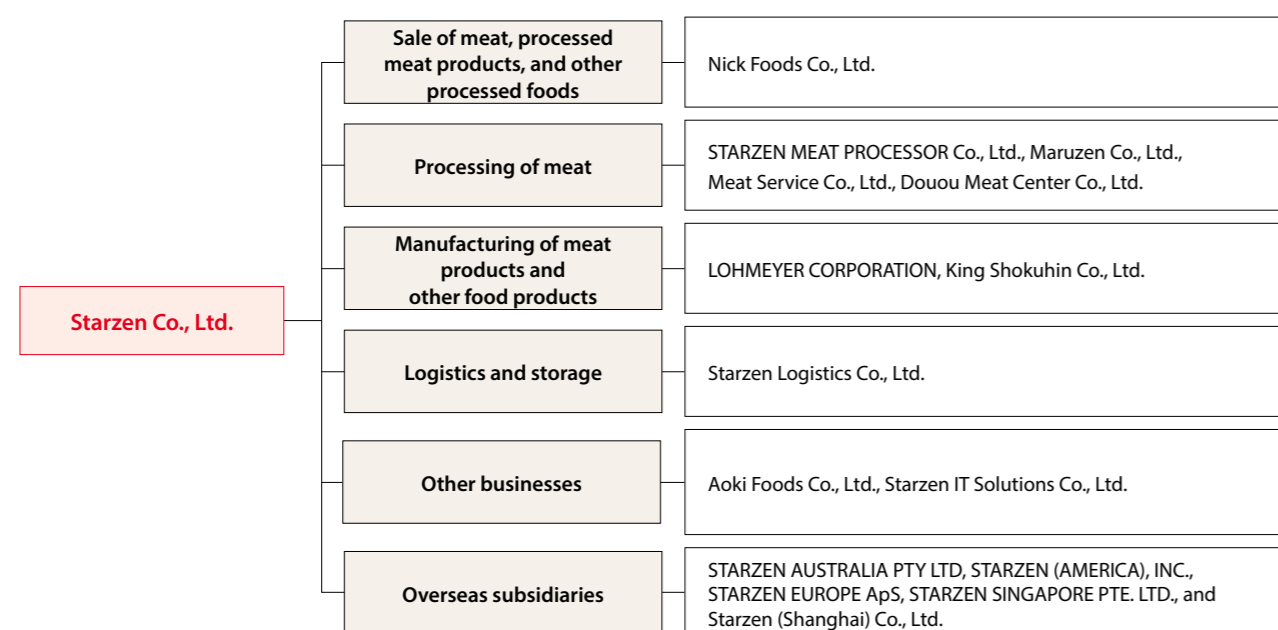 Sale of meat, processed
meat products, and other
processed foods
Nick Foods Co., Ltd.
Processing of meat
STARZEN MEAT PROCESSOR Co., Ltd., Maruzen Co., Ltd.,
Meat Service Co., Ltd., Douou Meat Center Co., Ltd.
Manufacturing of meat
products and
other food products
LOHMEYER CORPORATION, King Shokuhin Co., Ltd.
Starzen Co., Ltd.
Logistics and storage
Starzen Logistics Co., Ltd.
Other businesses
Aoki Foods Co., Ltd., Starzen IT Solutions Co., Ltd.
Overseas subsidiaries
STARZEN AUSTRALIA PTY LTD, STARZEN (AMERICA), INC.,
STARZEN EUROPE ApS, STARZEN SINGAPORE PTE. LTD., and
Starzen (Shanghai) Co., Ltd.